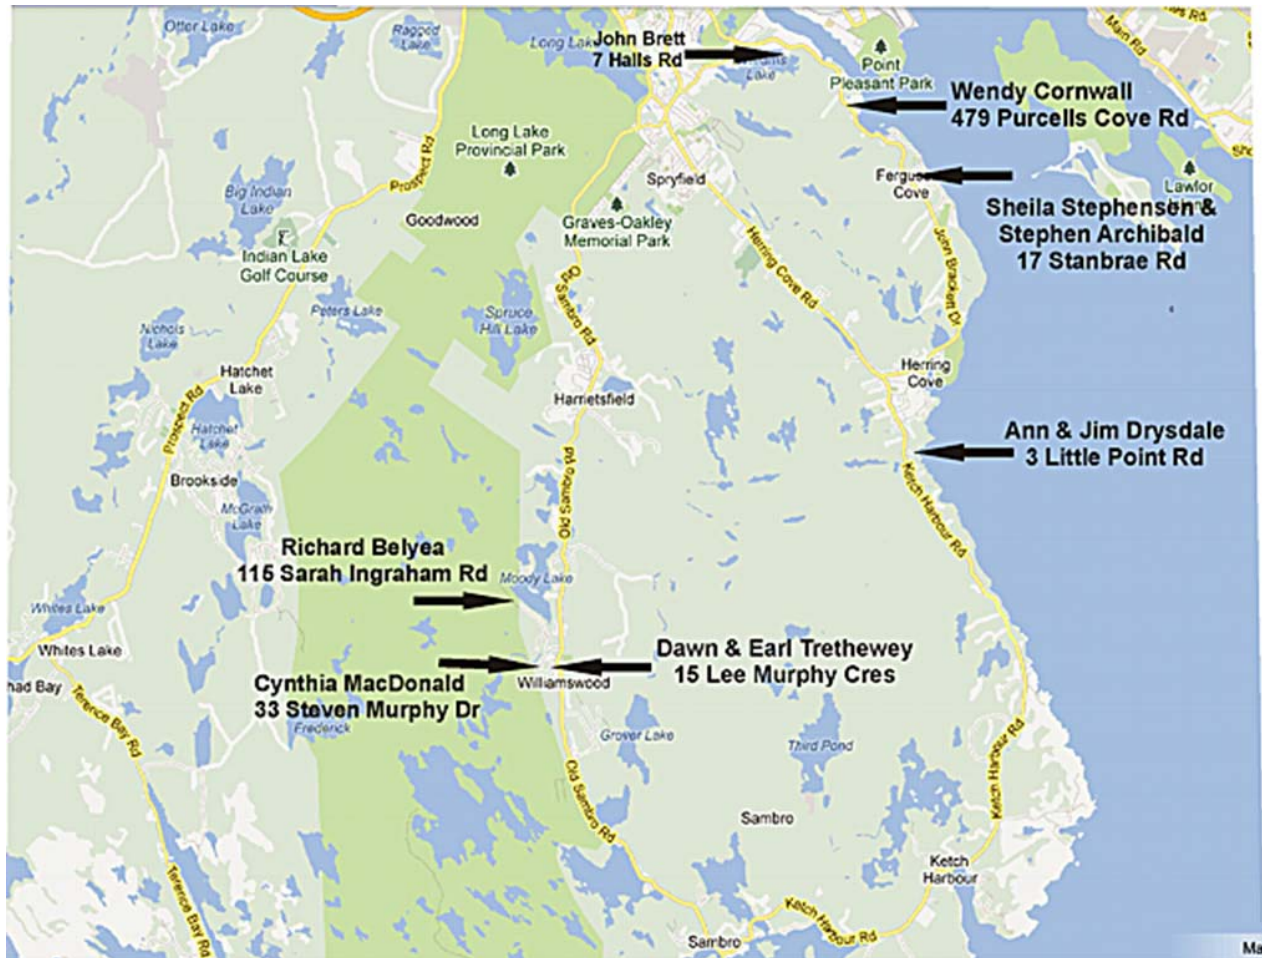 Otter Lake
Ragged
Lake
Long Lake
John Brett
7 Halls Rd
Lake
Point
Pleasant Park
Main Rd
Rd
Wendy Cornwall
479 Purcells Cove Rd
Long Lake
Provincial Park
Prospect Rd
Big Indian
Lake
Goodwood
Spryfield
Cove
Lawlor
Sheila Stephensen &
Stephen Archibald
17 Stanbrae Rd
Graves-Oakley
Memorial Park
Indian Lake
Golf Course
Herring Cove Rd
John Brackett Dr
Old Sambro Rd
Peters Lake
Spruce
Hill Lake
Nichols
Lake
Hatchet
Lake
Herring
Cove
Harrietsfield
Prospect Rd
Hatchet
Lake
Ann & Jim Drysdale
3 Little Point Rd
Brookside
McGrath
Lake
Old Sambro Rd
Ketch Harbour Rd
Richard Belyea
115 Sarah Ingraham Rd
Moody Lake
Whites Lake
Whites Lake
Dawn & Earl Trethewey
15 Lee Murphy Cres
Cynthia MacDonald
33 Steven Murphy Dr
Williamswood
had Bay
Terence Bay Rd
Frederick
Grover Lake
Third Pond
Ketch Harbour Rd
Old Sambro Rd
Sambro
Ketch
Harbour
Terence Bay Rd
Ketch Harbour Rd
Sambro
Ma